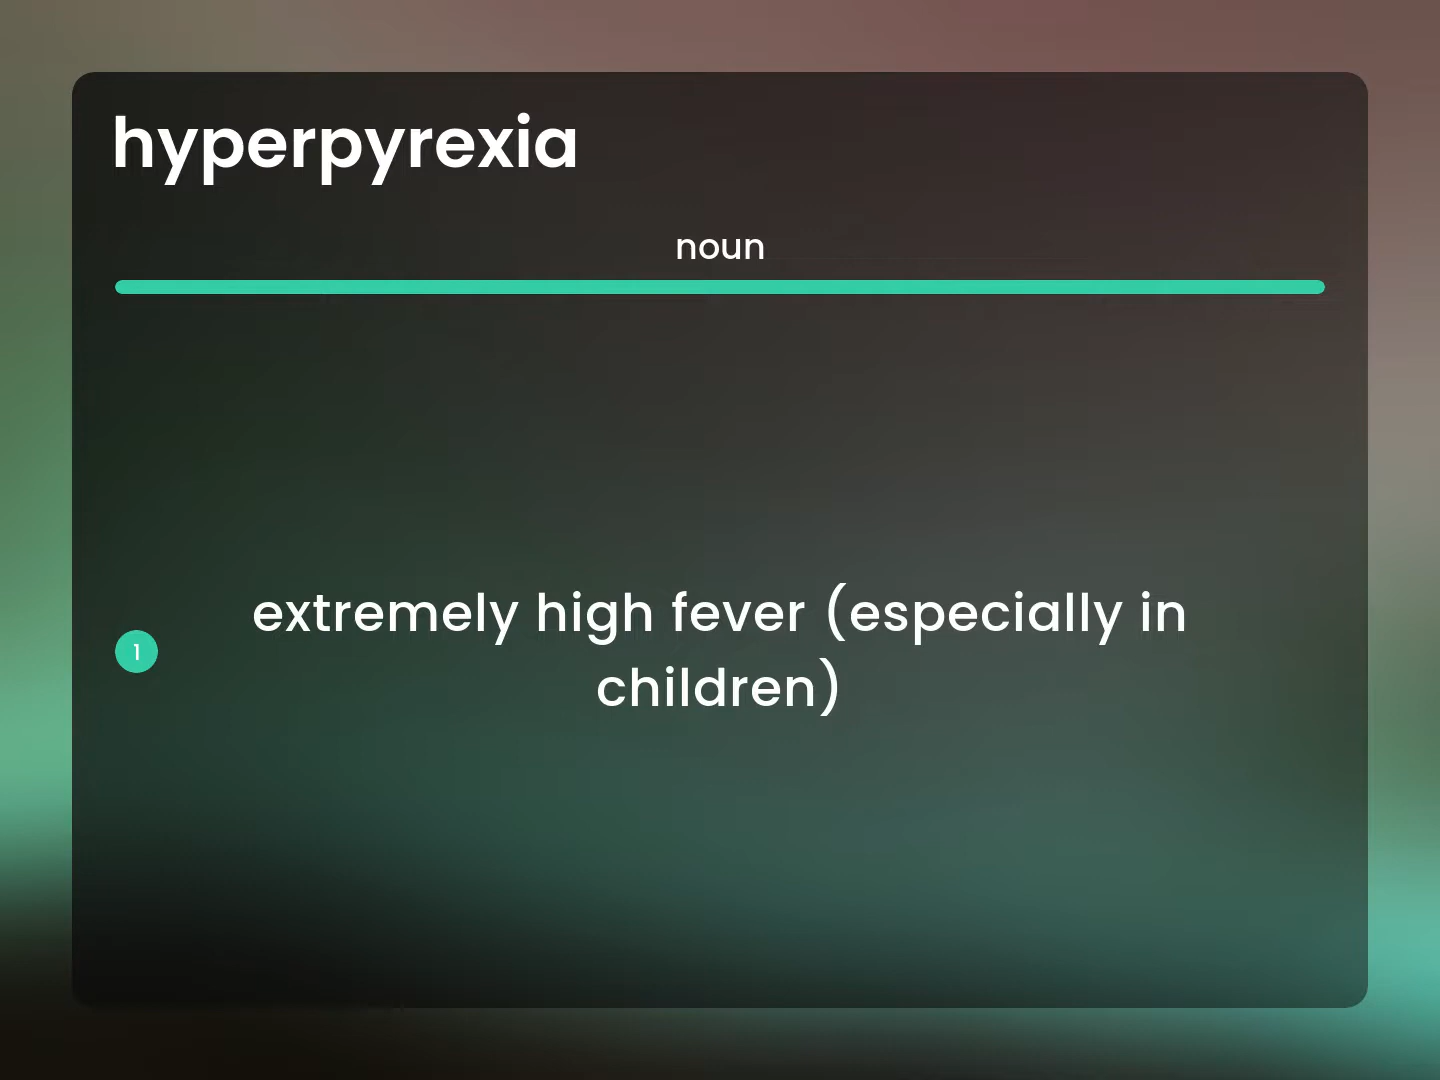 hyperpyrexia
noun
1
extremely high fever (especially in
children)